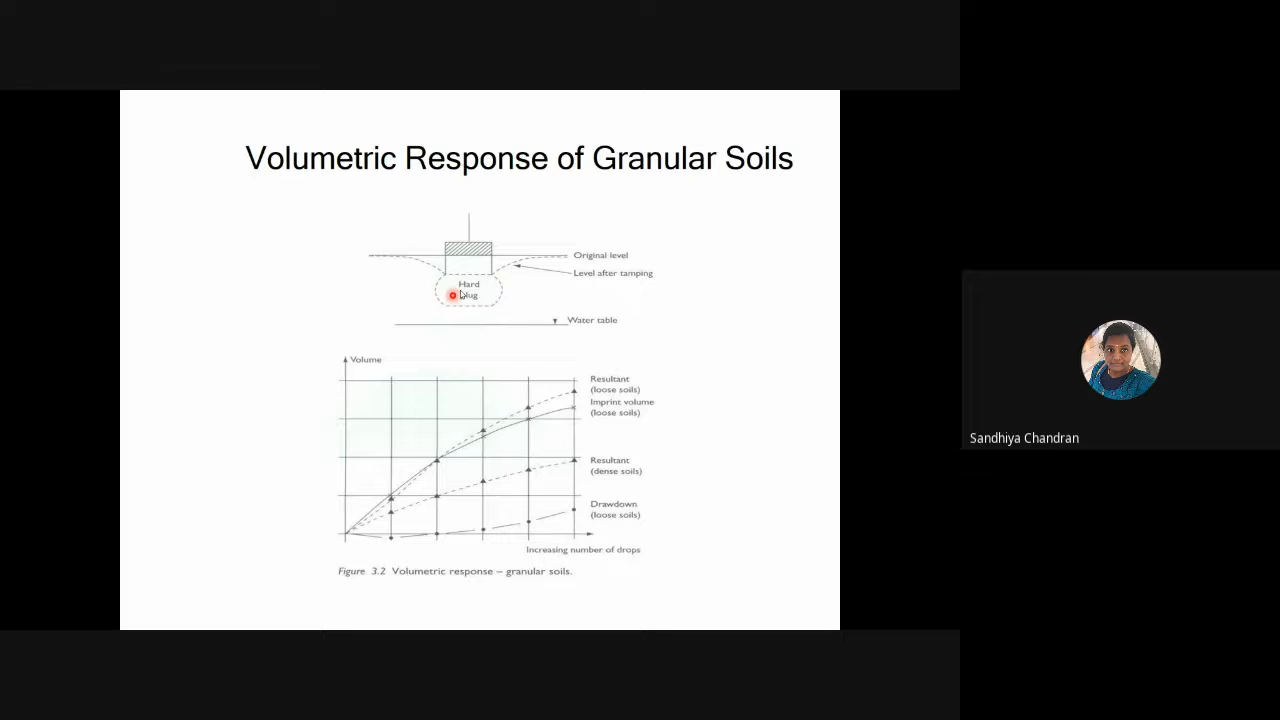 Volumetric Response of Granular Soils
Original level
Level after tamping
Hard
plug
Water table
Volume
Resultant
(loose soils)
Imprint volume
(loose soils)
Resultant
(dense soils)
Drawdown
(loose soils)
Increasing number of drops
Figure 3.2 Volumetric response – granular soils.
Sandhiya Chandran